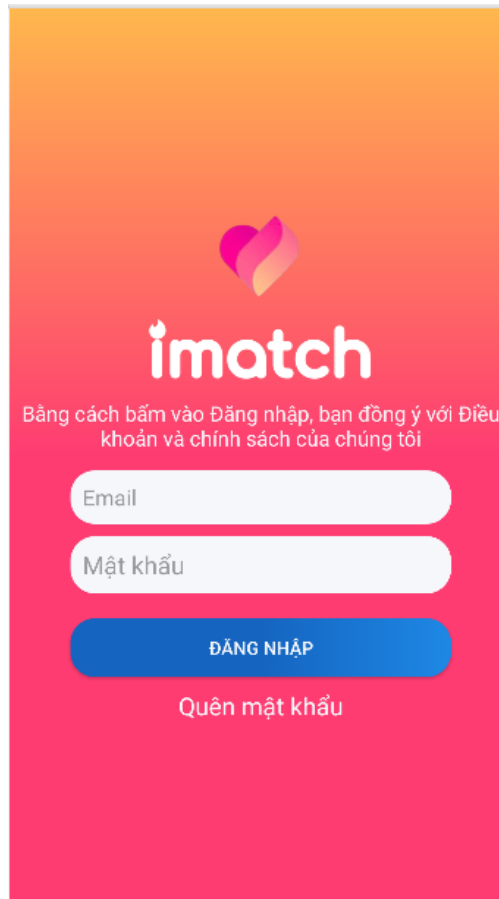 imatch
Bằng cách bấm vào Đăng nhập, bạn đồng ý với Điều
khoản và chính sách của chúng tôi
Email
Mật khẩu
ĐĂNG NHẬP
Quên mật khẩu